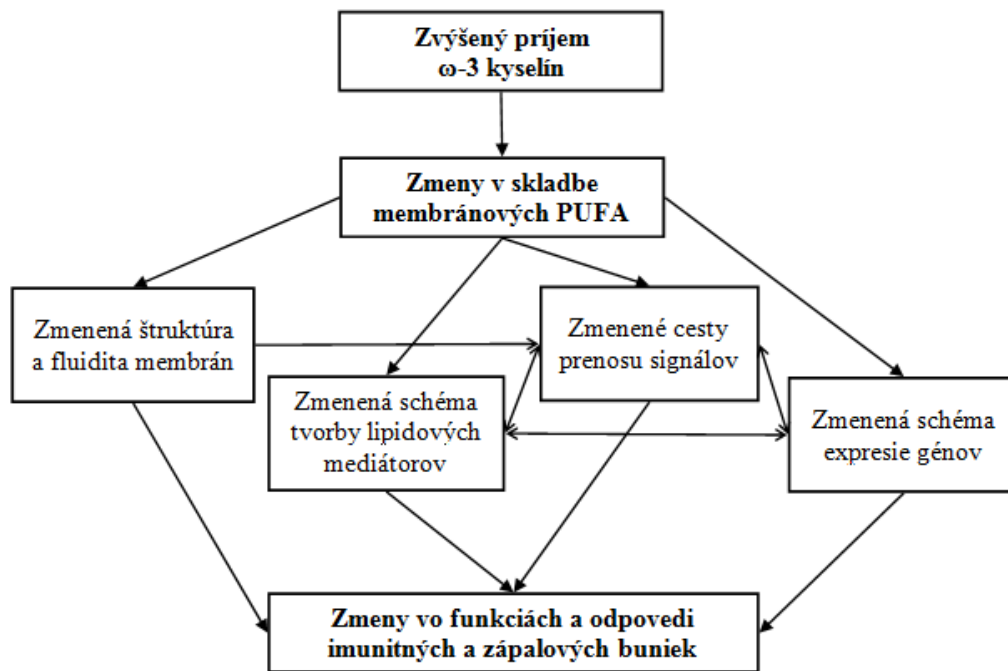 Zvýšený príjem
ω-3 kyselín
Zmeny v skladbe
membránových PUFA
Zmenená štruktúra
a fluidita membrán
Zmenené cesty
prenosu signálov
Zmenená schéma
tvorby lipidových
mediátorov
Zmenená schéma
expresie génov
Zmeny vo funkciách a odpovedi
imunitných a zápalových buniek